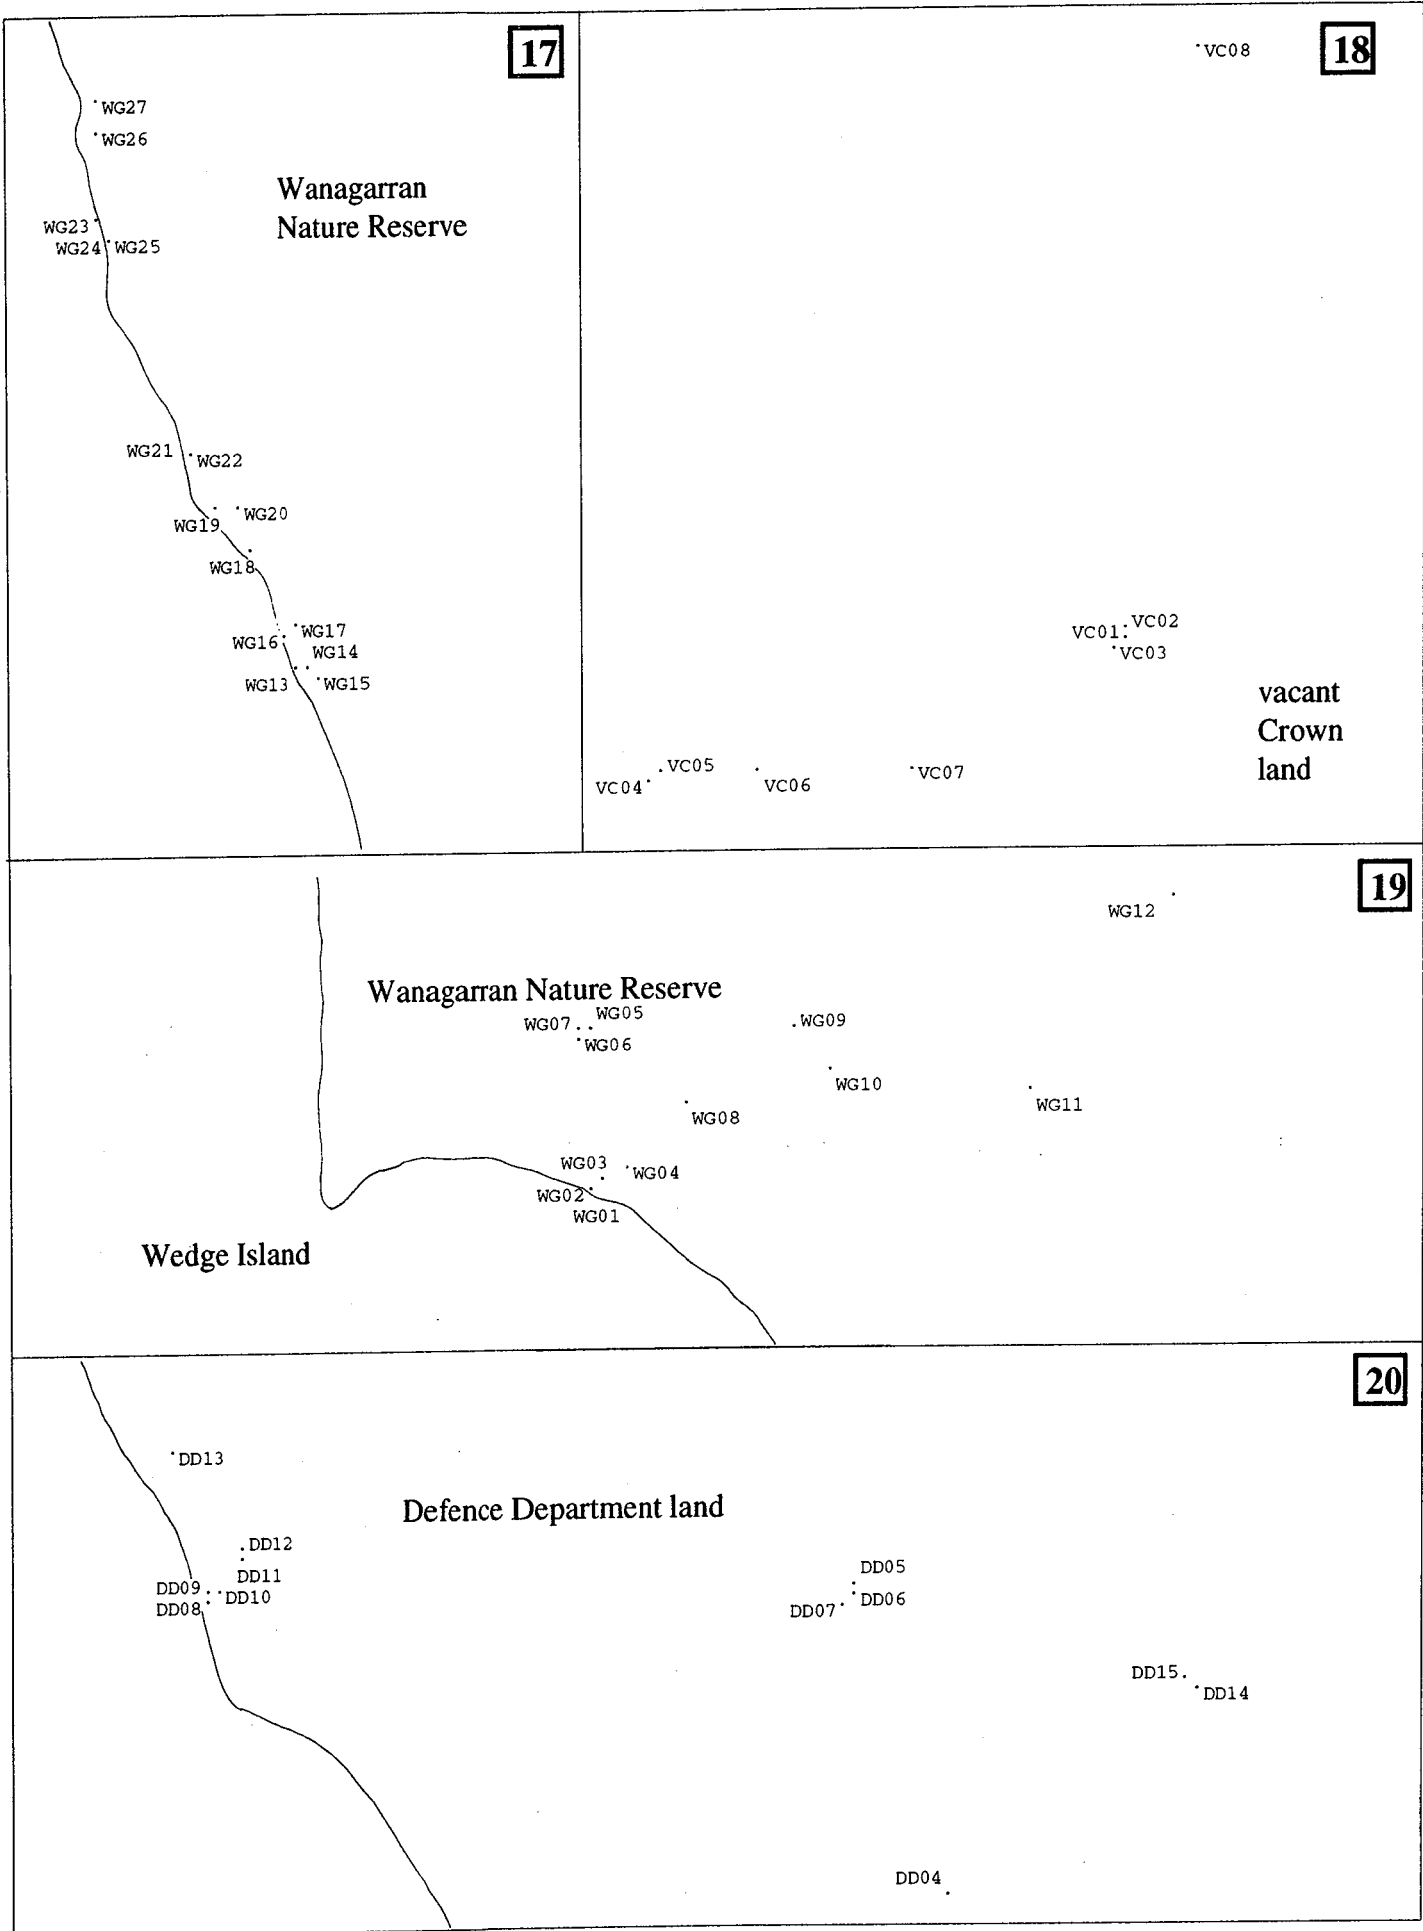 17
WG27
WG26
Wanagarran
Nature Reserve
WG23
WG24
WG25
WG21
WG22
WG19
WG20
WG18
WG17
WG16
WG14
WG13
WG15
18
VC08
VC02
VC01
VC03
vacant
Crown
land
VC05
VC04
VC06
VC07
19
WG12
Wanagarran Nature Reserve
WG05
WG07
WG06
WG09
WG10
WG11
WG08
WG03
WG04
WG02
WG01
Wedge Island
20
DD13
Defence Department land
DD12
DD11
DD09
DD10
DD08
DD05
DD06
DD07
DD15
DD14
DD04